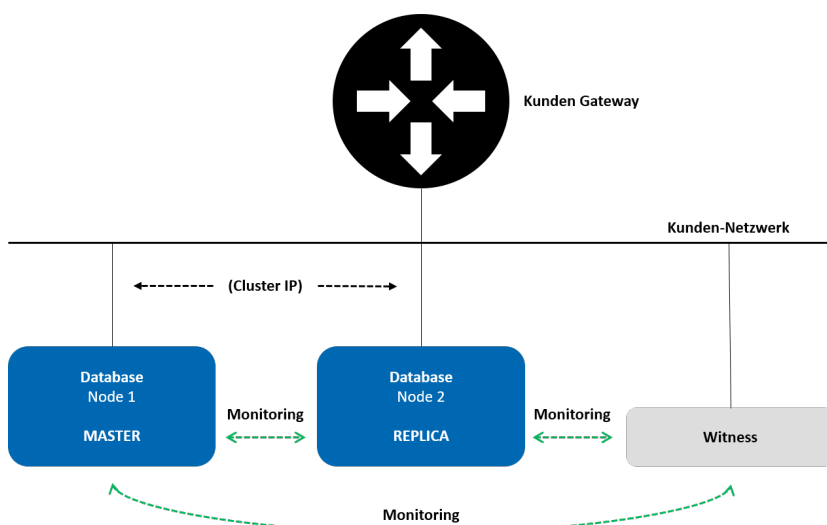 Kunden Gateway
Kunden-Netzwerk
(Cluster IP)
Database
Node 1
MASTER
Monitoring
Database
Node 2
REPLICA
Monitoring
Witness
Monitoring